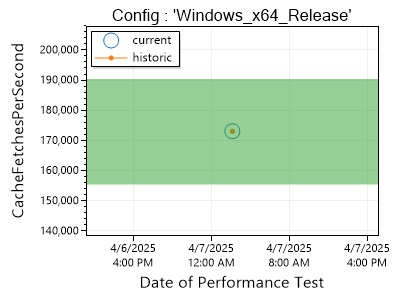 Config : 'Windows_x64_Release'
current
historic
CacheFetchesPerSecond
200,000
190,000
180,000
170,000
160,000
150,000
140,000
4/6/2025 4/7/2025 4/7/2025 4/7/2025
4:00 PM 12:00 AM 8:00 AM 4:00 PM
Date of Performance Test